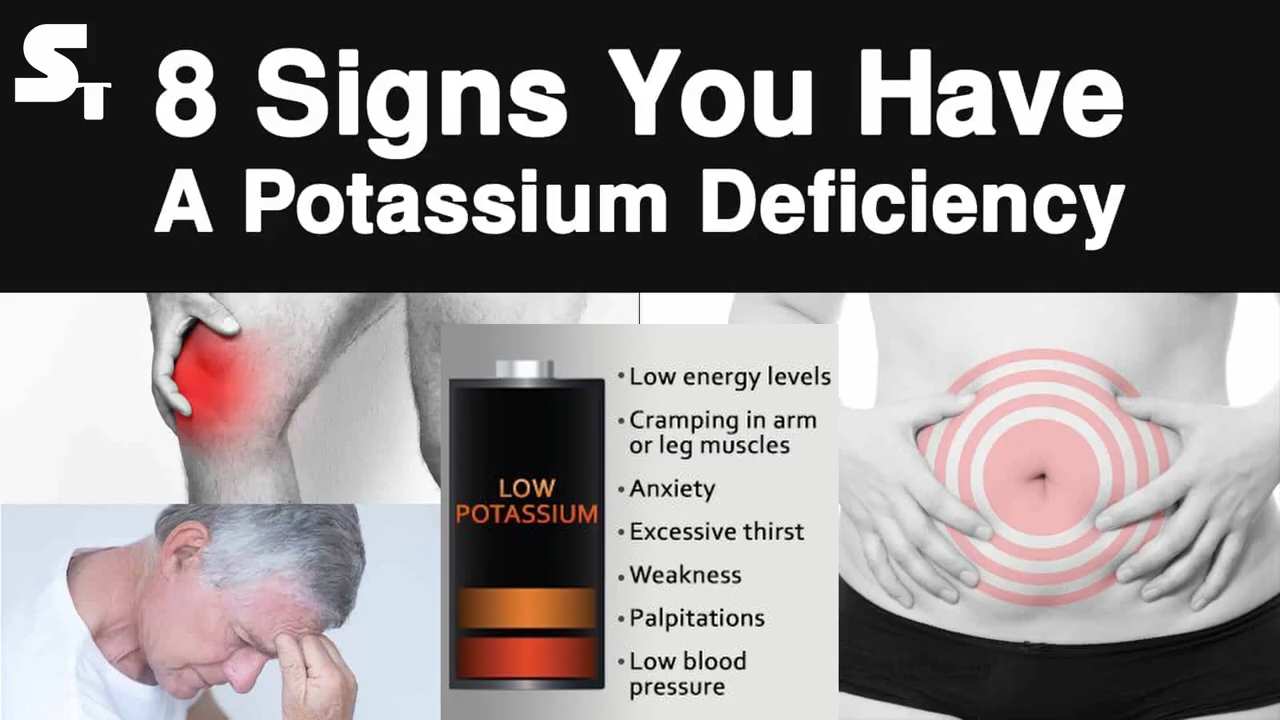 ST
8 Signs You Have
A Potassium Deficiency
LOW
POTASSIUM
• Low energy levels
• Cramping in arm
or leg muscles
• Anxiety
• Excessive thirst
• Weakness
• Palpitations
• Low blood
pressure